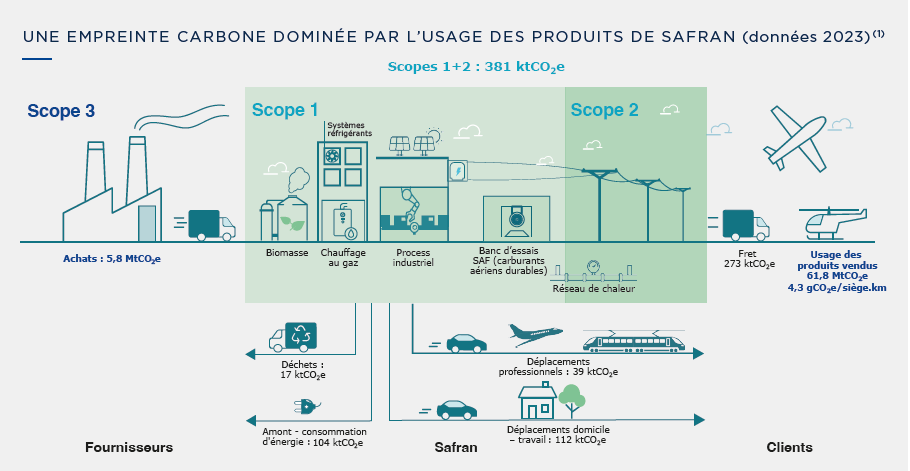 UNE EMPREINTE CARBONE DOMINÉE PAR L'USAGE DES PRODUITS DE SAFRAN (données 2023)⁽¹⁾
Scopes 1+2 : 381 ktCO₂e
Scope 3
Scope 1
Scope 2
Systèmes
réfrigérants
Achats : 5,8 MtCO₂e
Biomasse
Chauffage
au gaz
Process
industriel
Banc d'essais
SAF (carburants
aériens durables)
Réseau de chaleur
Fret
273 ktCO₂e
Usage des
produits vendus
61,8 MtCO₂e
4,3 gCO₂e/siège.km
Déchets :
17 ktCO₂e
Déplacements
professionnels : 39 ktCO₂e
Amont - consommation
d'énergie : 104 ktCO₂e
Déplacements domicile
– travail : 112 ktCO₂e
Fournisseurs
Safran
Clients